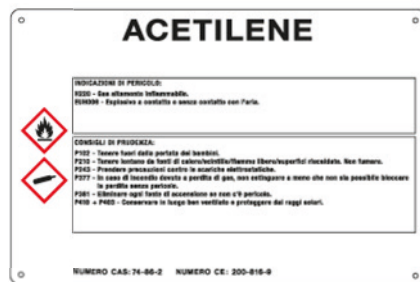 ACETILENE
INDICAZIONI DI PERICOLO:
H220 - Gas altamente infiammabile.
EUH006 - Esplosivo a contatto o senza contatto con l'aria.
CONSIGLI DI PRUDENZA:
P102 - Tenere fuori dalla portata dei bambini.
P210 - Tenere lontano da fonti di calore/scintille/fiamme libere/superfici riscaldate. Non fumare.
P243 - Prendere precauzioni contro le scariche elettrostatiche.
P377 - In caso di incendio dovuto a perdita di gas, non estinguere a meno che non sia possibile bloccare
la perdita senza pericolo.
P381 - Eliminare ogni fonte di accensione se non c'è pericolo.
P410 + P403 - Conservare in luogo ben ventilato e proteggere dai raggi solari.
NUMERO CAS: 74-86-2 NUMERO CE: 200-816-9